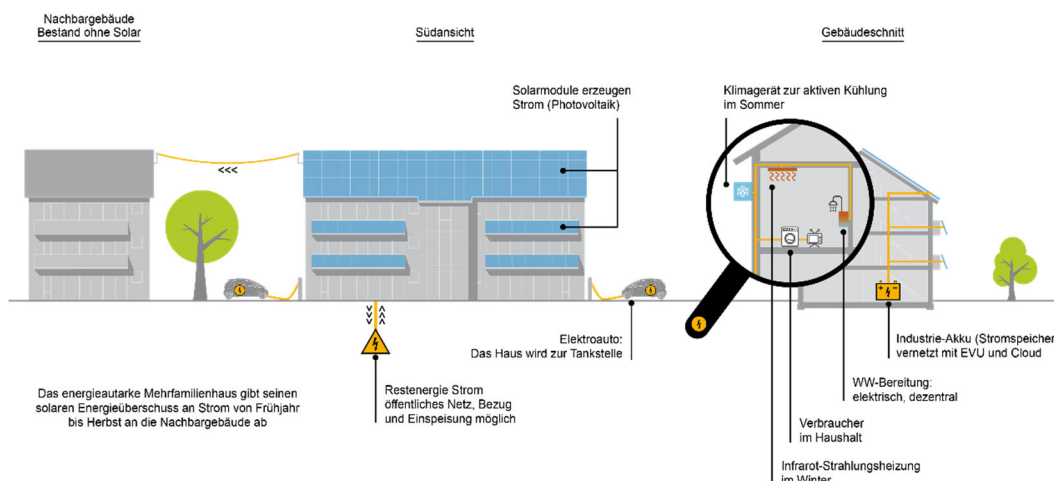 Nachbargebäude
Bestand ohne Solar
Südansicht
Gebäudeschnitt
Solarmodule erzeugen
Strom (Photovoltaik)
Klimagerät zur aktiven Kühlung
im Sommer
<<<
Elektroauto:
Das Haus wird zur Tankstelle
Industrie-Akku (Stromspeicher
vernetzt mit EVU und Cloud
Das energieautarke Mehrfamilienhaus gibt seinen
solaren Energieüberschuss an Strom von Frühjahr
bis Herbst an die Nachbargebäude ab
Restenergie Strom
öffentliches Netz, Bezug
und Einspeisung möglich
WW-Bereitung:
elektrisch, dezentral
Verbraucher
im Haushalt
Infrarot-Strahlungsheizung
im Winter